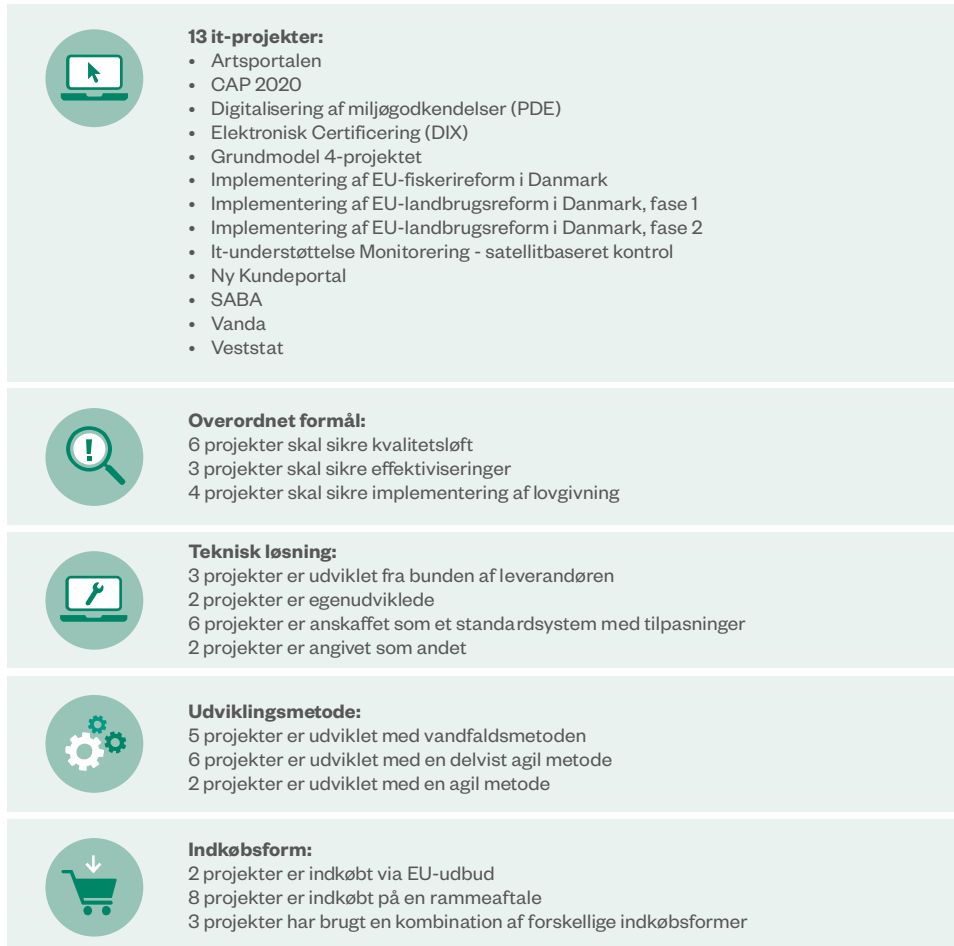 13 it-projekter:
• Artsportalen
• CAP 2020
• Digitalisering af miljøgodkendelser (PDE)
• Elektronisk Certificering (DIX)
• Grundmodel 4-projektet
• Implementering af EU-fiskerireform i Danmark
• Implementering af EU-landbrugsreform i Danmark, fase 1
• Implementering af EU-landbrugsreform i Danmark, fase 2
• It-understøttelse Monitorering - satellitbaseret kontrol
• Ny Kundeportal
• SABA
• Vanda
• Veststat
Overordnet formål:
6 projekter skal sikre kvalitetsløft
3 projekter skal sikre effektiviseringer
4 projekter skal sikre implementering af lovgivning
Teknisk løsning:
3 projekter er udviklet fra bunden af leverandøren
2 projekter er egenudviklede
6 projekter er anskaffet som et standardsystem med tilpasninger
2 projekter er angivet som andet
Udviklingsmetode:
5 projekter er udviklet med vandfaldsmetoden
6 projekter er udviklet med en delvist agil metode
2 projekter er udviklet med en agil metode
Indkøbsform:
2 projekter er indkøbt via EU-udbud
8 projekter er indkøbt på en rammeaftale
3 projekter har brugt en kombination af forskellige indkøbsformer